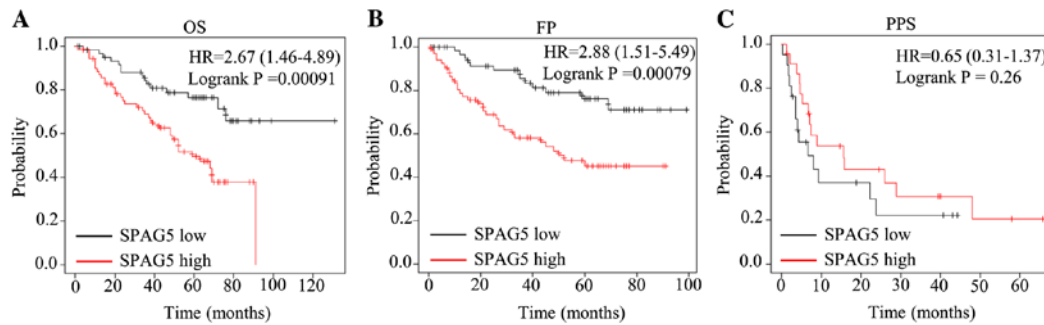 A
OS
HR=2.67 (1.46-4.89)
Logrank P =0.00091
Probability
1.0
0.8
0.6
0.4
0.2
0.0
SPAG5 low
SPAG5 high
0 20 40 60 80 100 120
Time (months)
B
FP
HR=2.88 (1.51-5.49)
Logrank P =0.00079
Probability
1.0
0.8
0.6
0.4
0.2
0.0
SPAG5 low
SPAG5 high
0 20 40 60 80 100
Time (months)
C
PPS
HR=0.65 (0.31-1.37)
Logrank P = 0.26
Probability
1.0
0.8
0.6
0.4
0.2
0.0
SPAG5 low
SPAG5 high
0 10 20 30 40 50 60
Time (months)